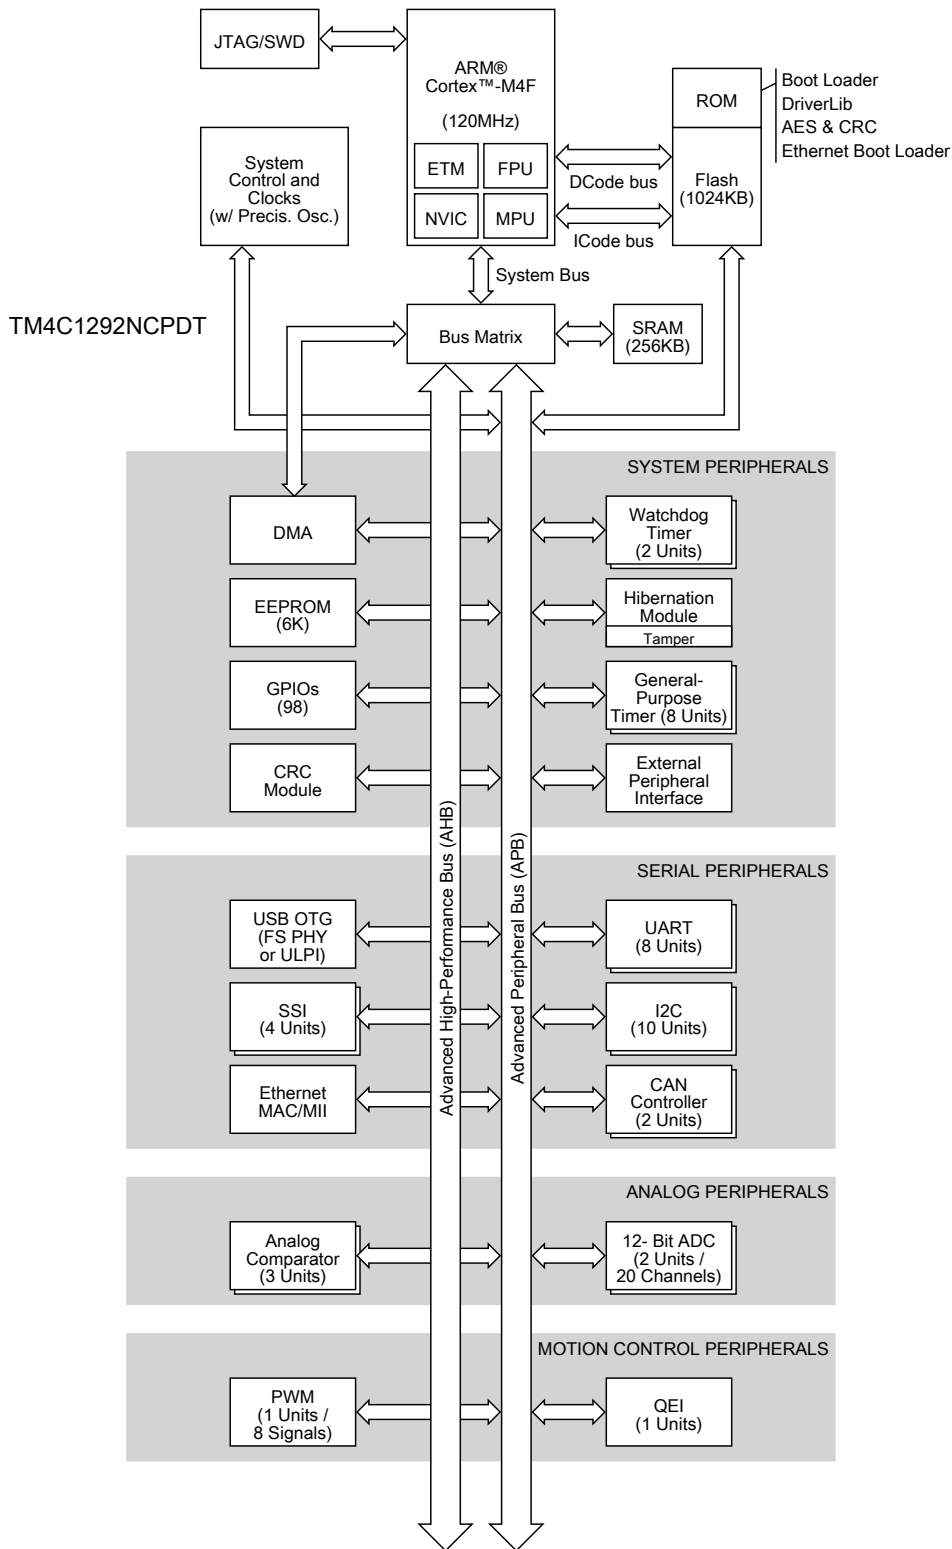 JTAG/SWD
ARM®
Cortex™-M4F
(120MHz)
ETM
FPU
NVIC
MPU
ROM
Boot Loader
DriverLib
AES & CRC
Ethernet Boot Loader
System
Control and
Clocks
(w/ Precis. Osc.)
DCode bus
Flash
(1024KB)
ICode bus
System Bus
TM4C1292NCPDT
Bus Matrix
SRAM
(256KB)
SYSTEM PERIPHERALS
DMA
Watchdog
Timer
(2 Units)
EEPROM
(6K)
Hibernation
Module
Tamper
GPIOs
(98)
General-
Purpose
Timer (8 Units)
CRC
Module
External
Peripheral
Interface
Advanced High-Performance Bus (AHB)
Advanced Peripheral Bus (APB)
SERIAL PERIPHERALS
USB OTG
(FS PHY
or ULPI)
UART
(8 Units)
SSI
(4 Units)
I2C
(10 Units)
Ethernet
MAC/MII
CAN
Controller
(2 Units)
ANALOG PERIPHERALS
Analog
Comparator
(3 Units)
12- Bit ADC
(2 Units /
20 Channels)
MOTION CONTROL PERIPHERALS
PWM
(1 Units /
8 Signals)
QEI
(1 Units)